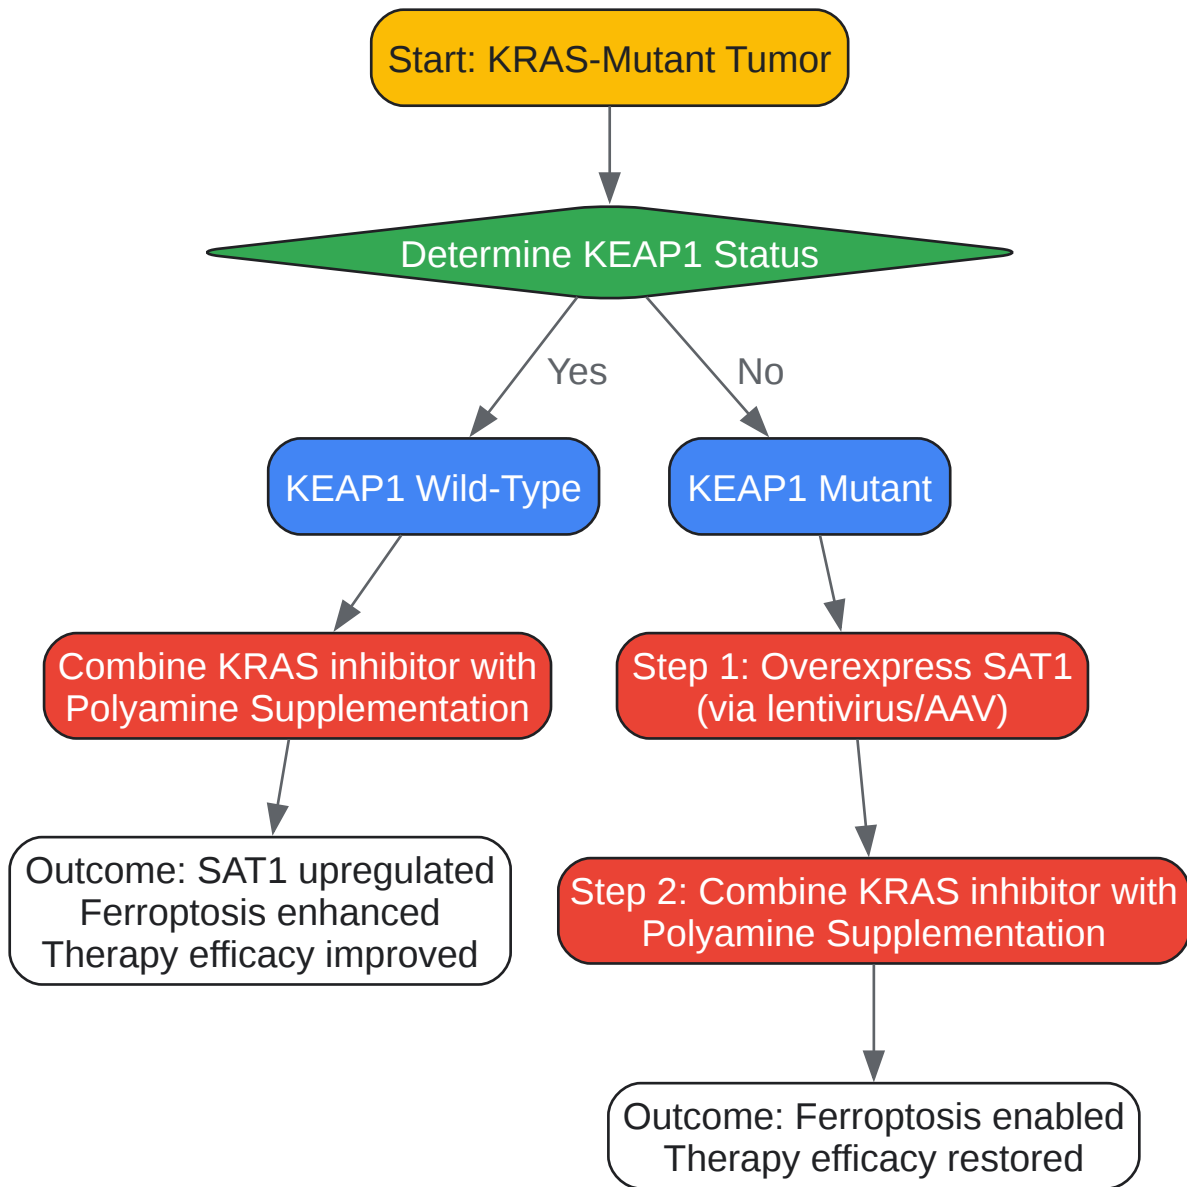 Start: KRAS-Mutant Tumor
Determine KEAP1 Status
Yes
No
KEAP1 Wild-Type
KEAP1 Mutant
Combine KRAS inhibitor with
Polyamine Supplementation
Step 1: Overexpress SAT1
(via lentivirus/AAV)
Outcome: SAT1 upregulated
Ferroptosis enhanced
Therapy efficacy improved
Step 2: Combine KRAS inhibitor with
Polyamine Supplementation
Outcome: Ferroptosis enabled
Therapy efficacy restored